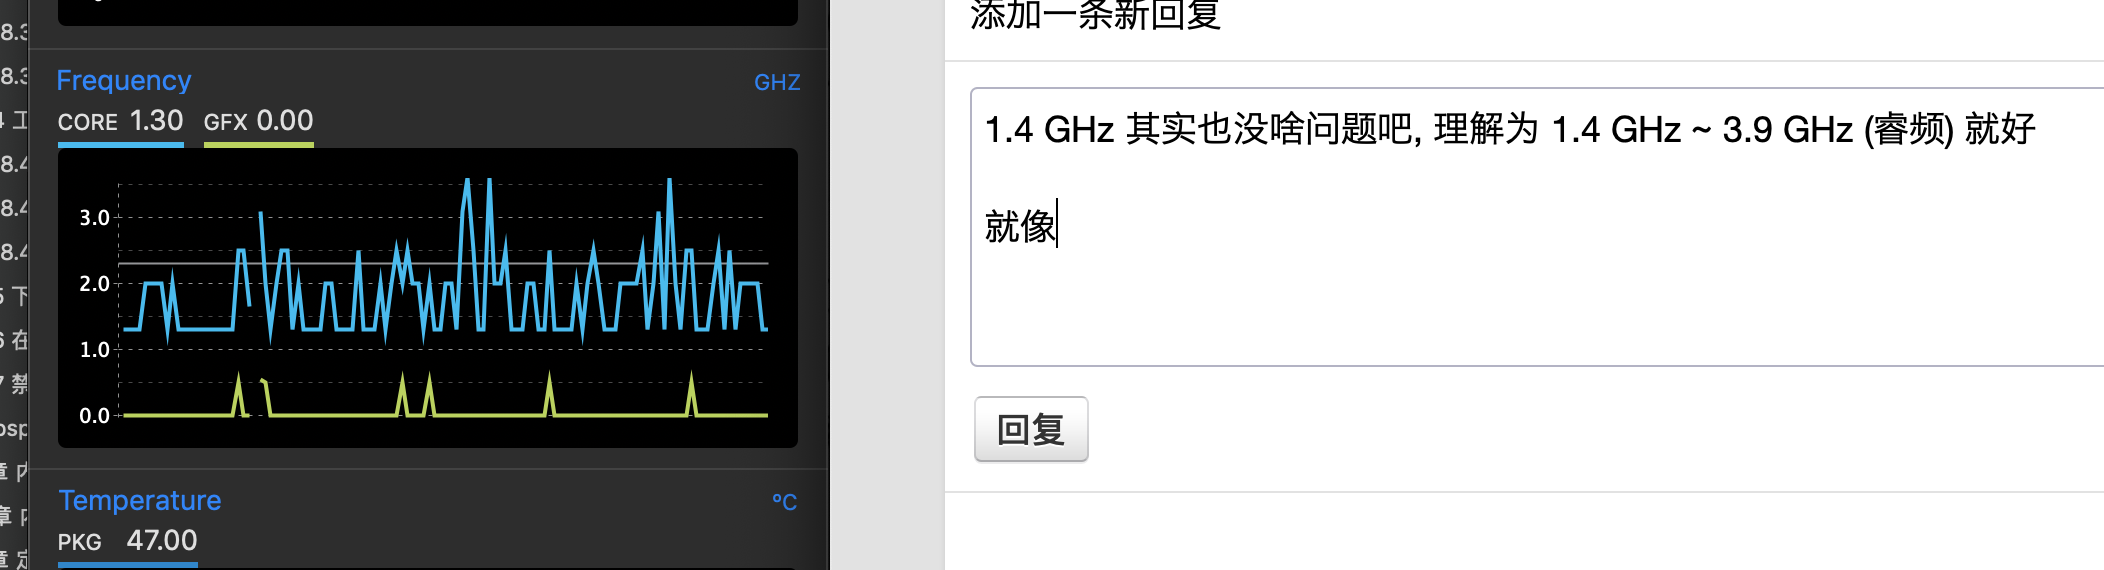 8.3
8.3
工
8.4
8.4
8.4
5 下
6 在
7 禁
osp
章 内
章 内
章 定
Frequency GHZ
CORE 1.30 GFX 0.00
3.0
2.0
1.0
0.0
Temperature °C
PKG 47.00
添加一条新回复
1.4 GHz 其实也没啥问题吧, 理解为 1.4 GHz ~ 3.9 GHz (睿频) 就好
就像
回复